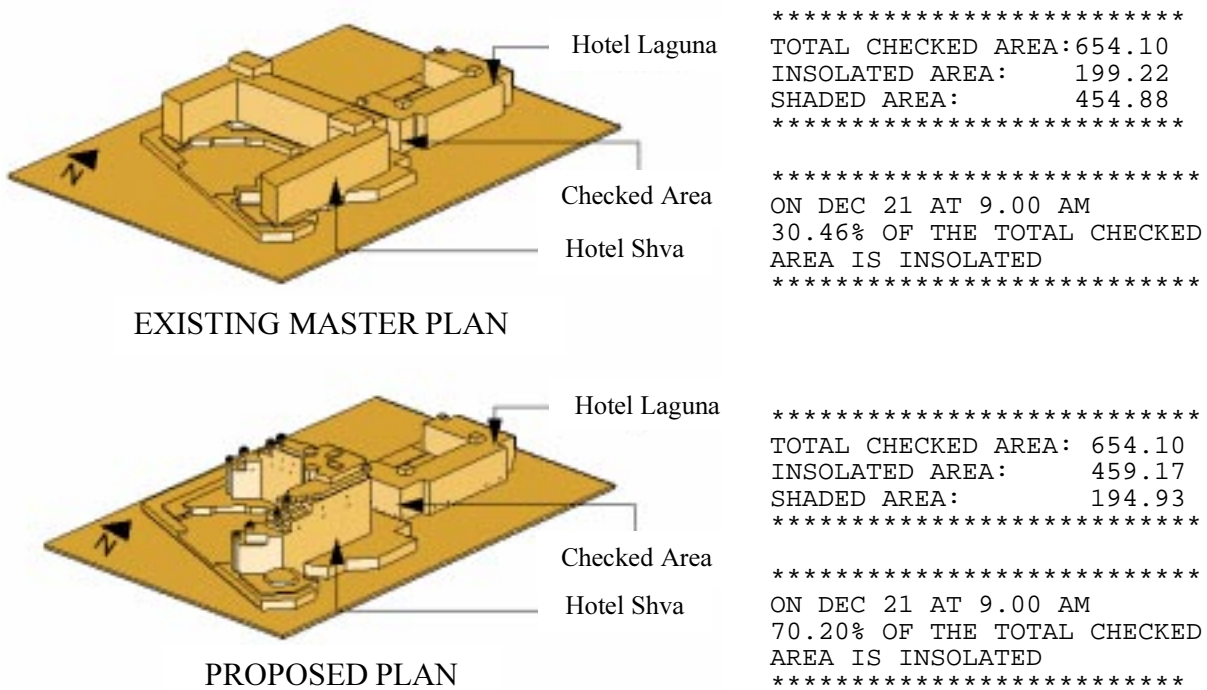 Hotel Laguna
N
Checked Area
Hotel Shva
EXISTING MASTER PLAN
***************************
TOTAL CHECKED AREA:654.10
INSOLATED AREA: 199.22
SHADED AREA: 454.88
***************************
****************************
ON DEC 21 AT 9.00 AM
30.46% OF THE TOTAL CHECKED
AREA IS INSOLATED
****************************
Hotel Laguna
N
Checked Area
Hotel Shva
PROPOSED PLAN
****************************
TOTAL CHECKED AREA: 654.10
INSOLATED AREA: 459.17
SHADED AREA: 194.93
****************************
****************************
ON DEC 21 AT 9.00 AM
70.20% OF THE TOTAL CHECKED
AREA IS INSOLATED
***************************